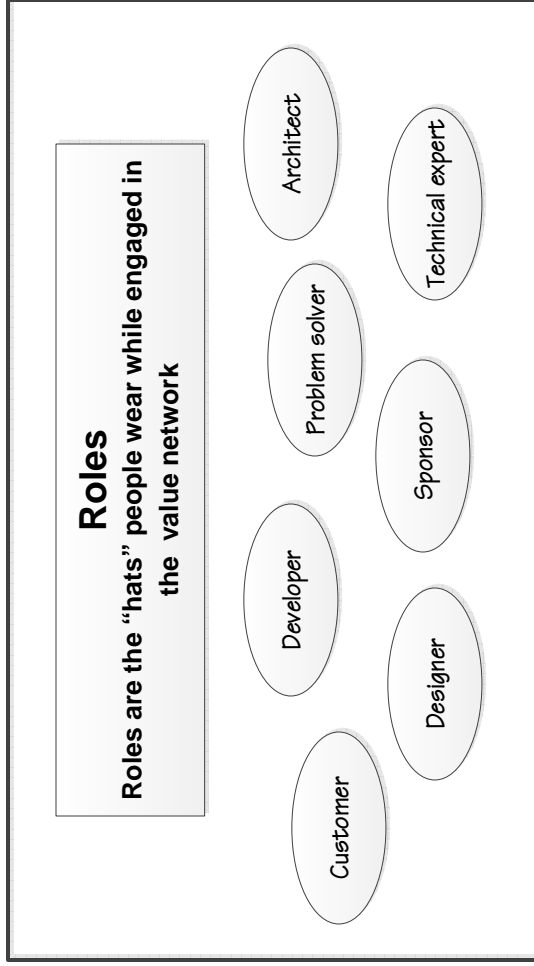 Roles
Roles are the “hats” people wear while engaged in
the value network
Customer
Developer
Designer
Problem solver
Sponsor
Architect
Technical expert